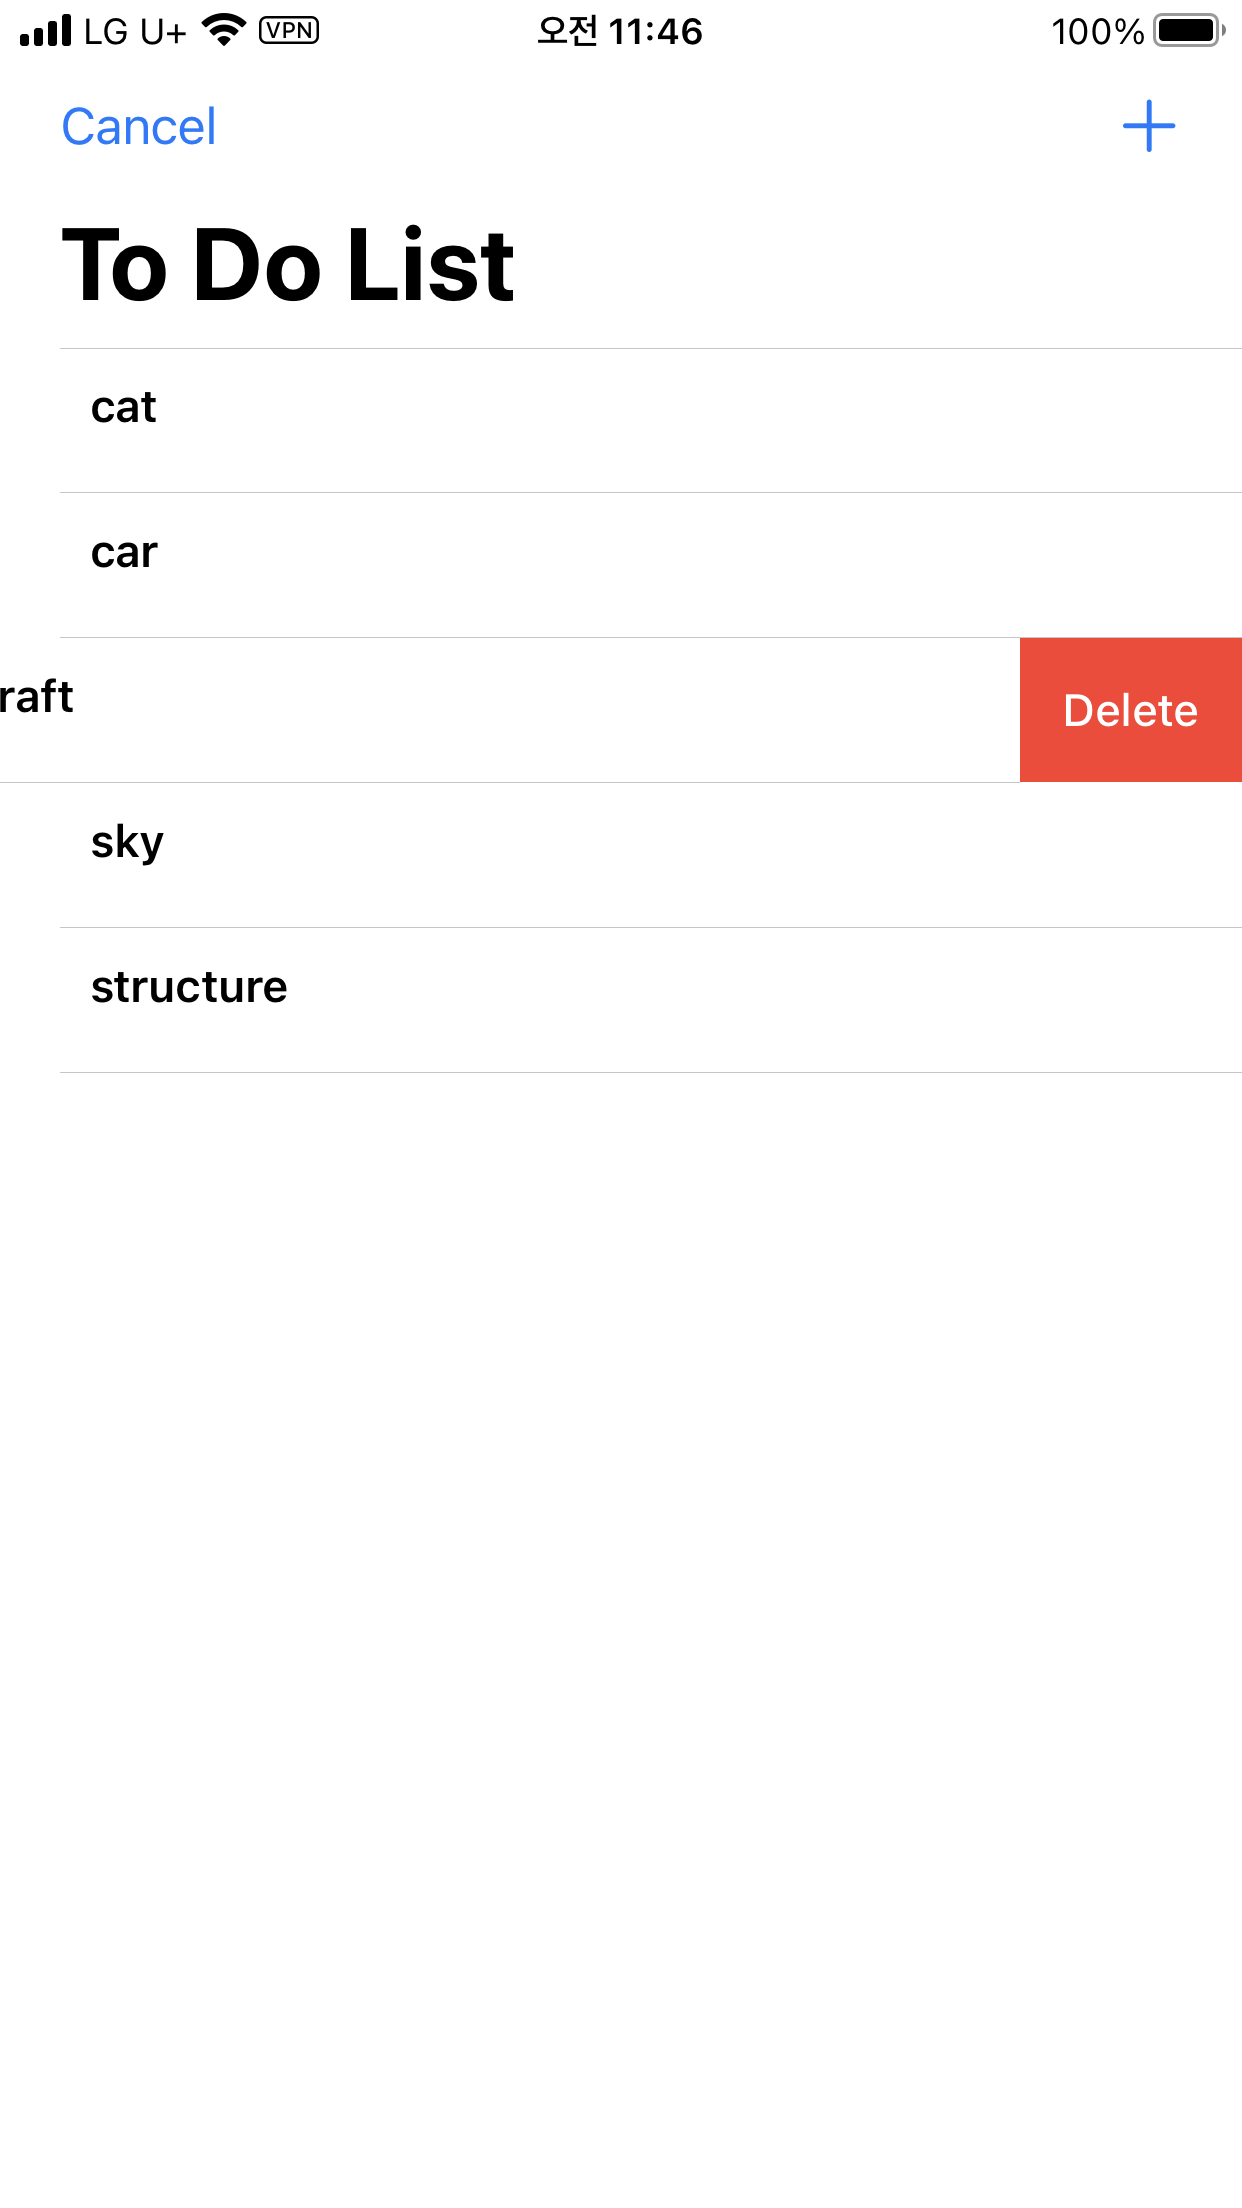 LG U+ VPN 오전 11:46 100%
Cancel +
To Do List
cat
car
raft Delete
sky
structure